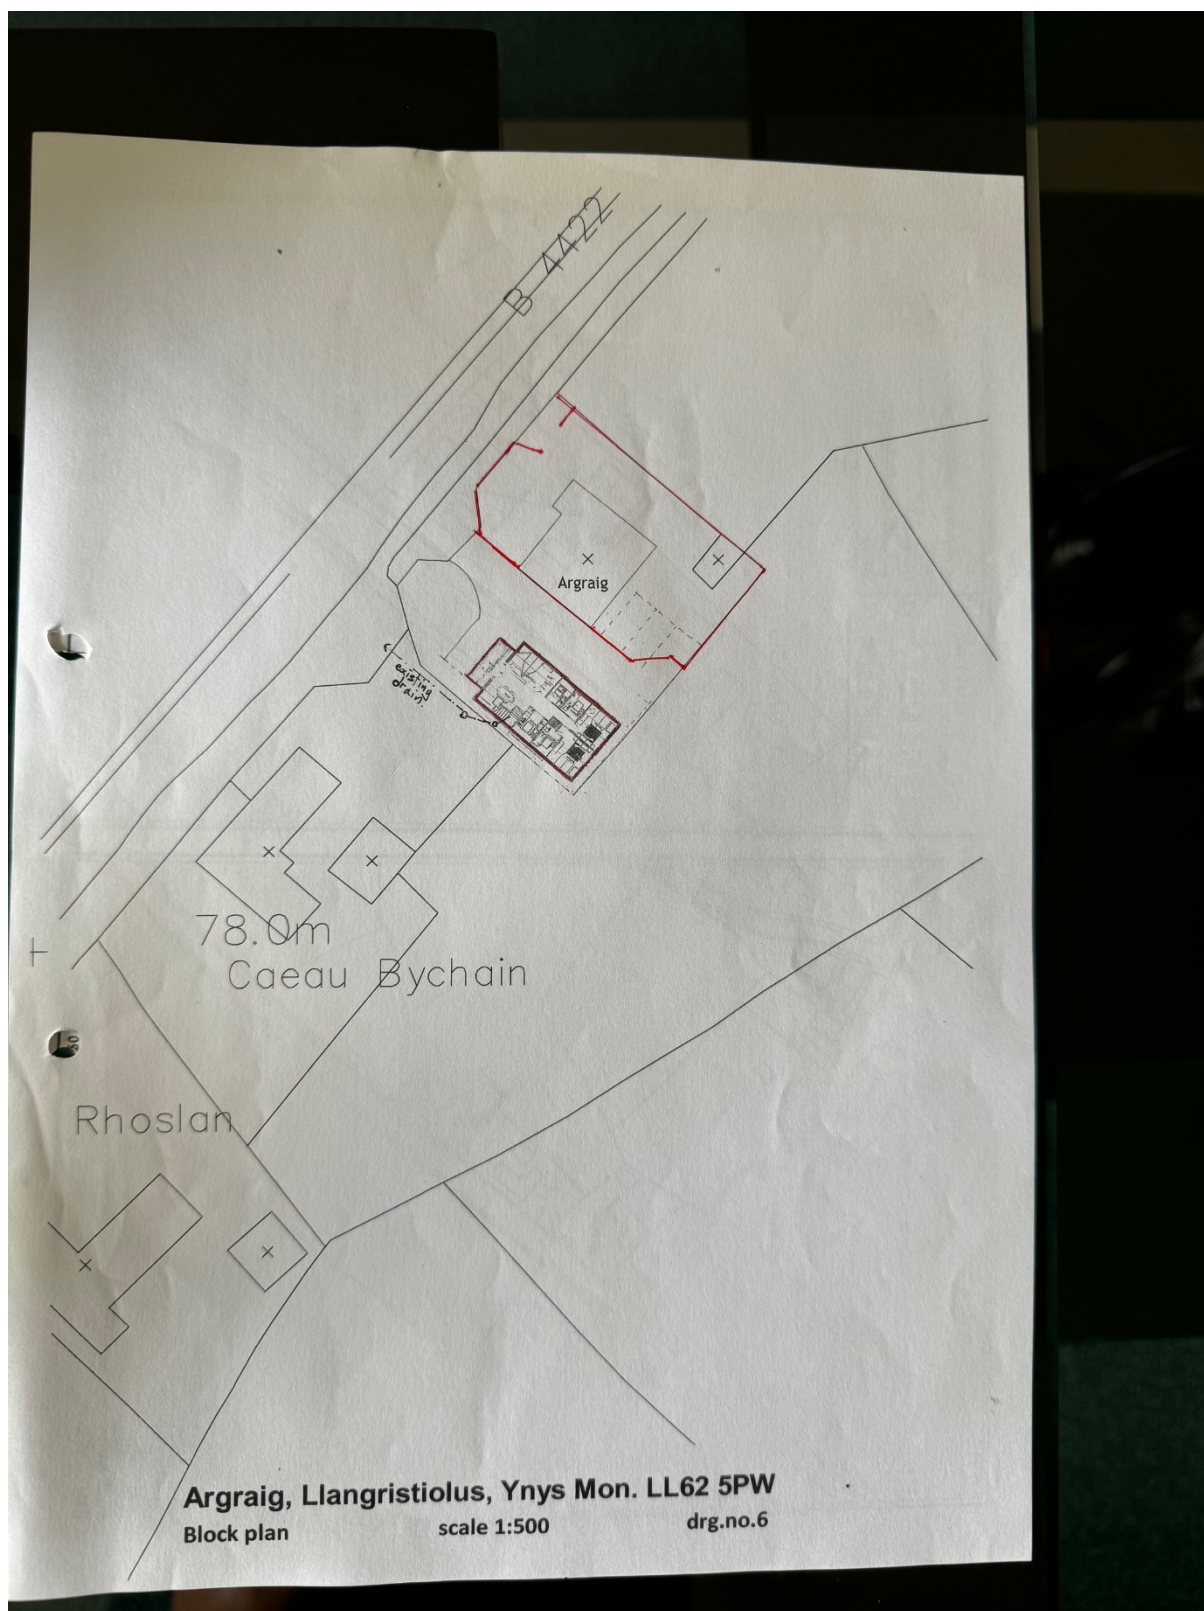 B 4422
Argraig
existing
drain.
78.0m
Caeau Bychain
Rhoslan
Argraig, Llangristiolus, Ynys Mon. LL62 5PW
Block plan scale 1:500 drg.no.6